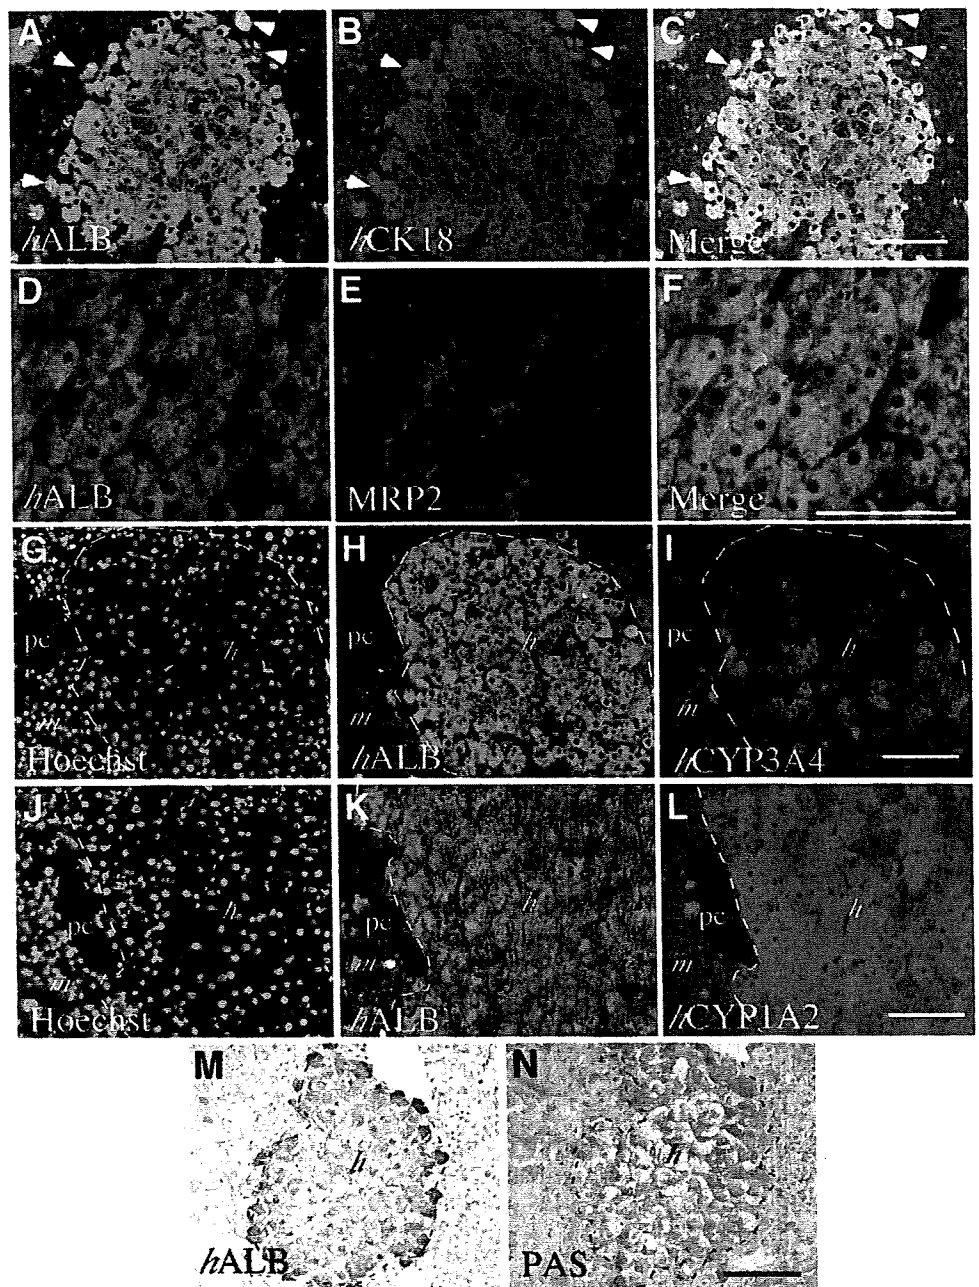 A
B
C
hALB
hCK18
Merge
D
E
F
hALB
MRP2
Merge
G
H
I
pc
h
pc
h
pc
h
m
m
m
Hoechst
hALB
hCYP3A4
J
K
L
h
h
h
pc
pc
pc
m
m
m
Hoechst
hALB
hCYP1A2
M
N
h
h
hALB
PAS